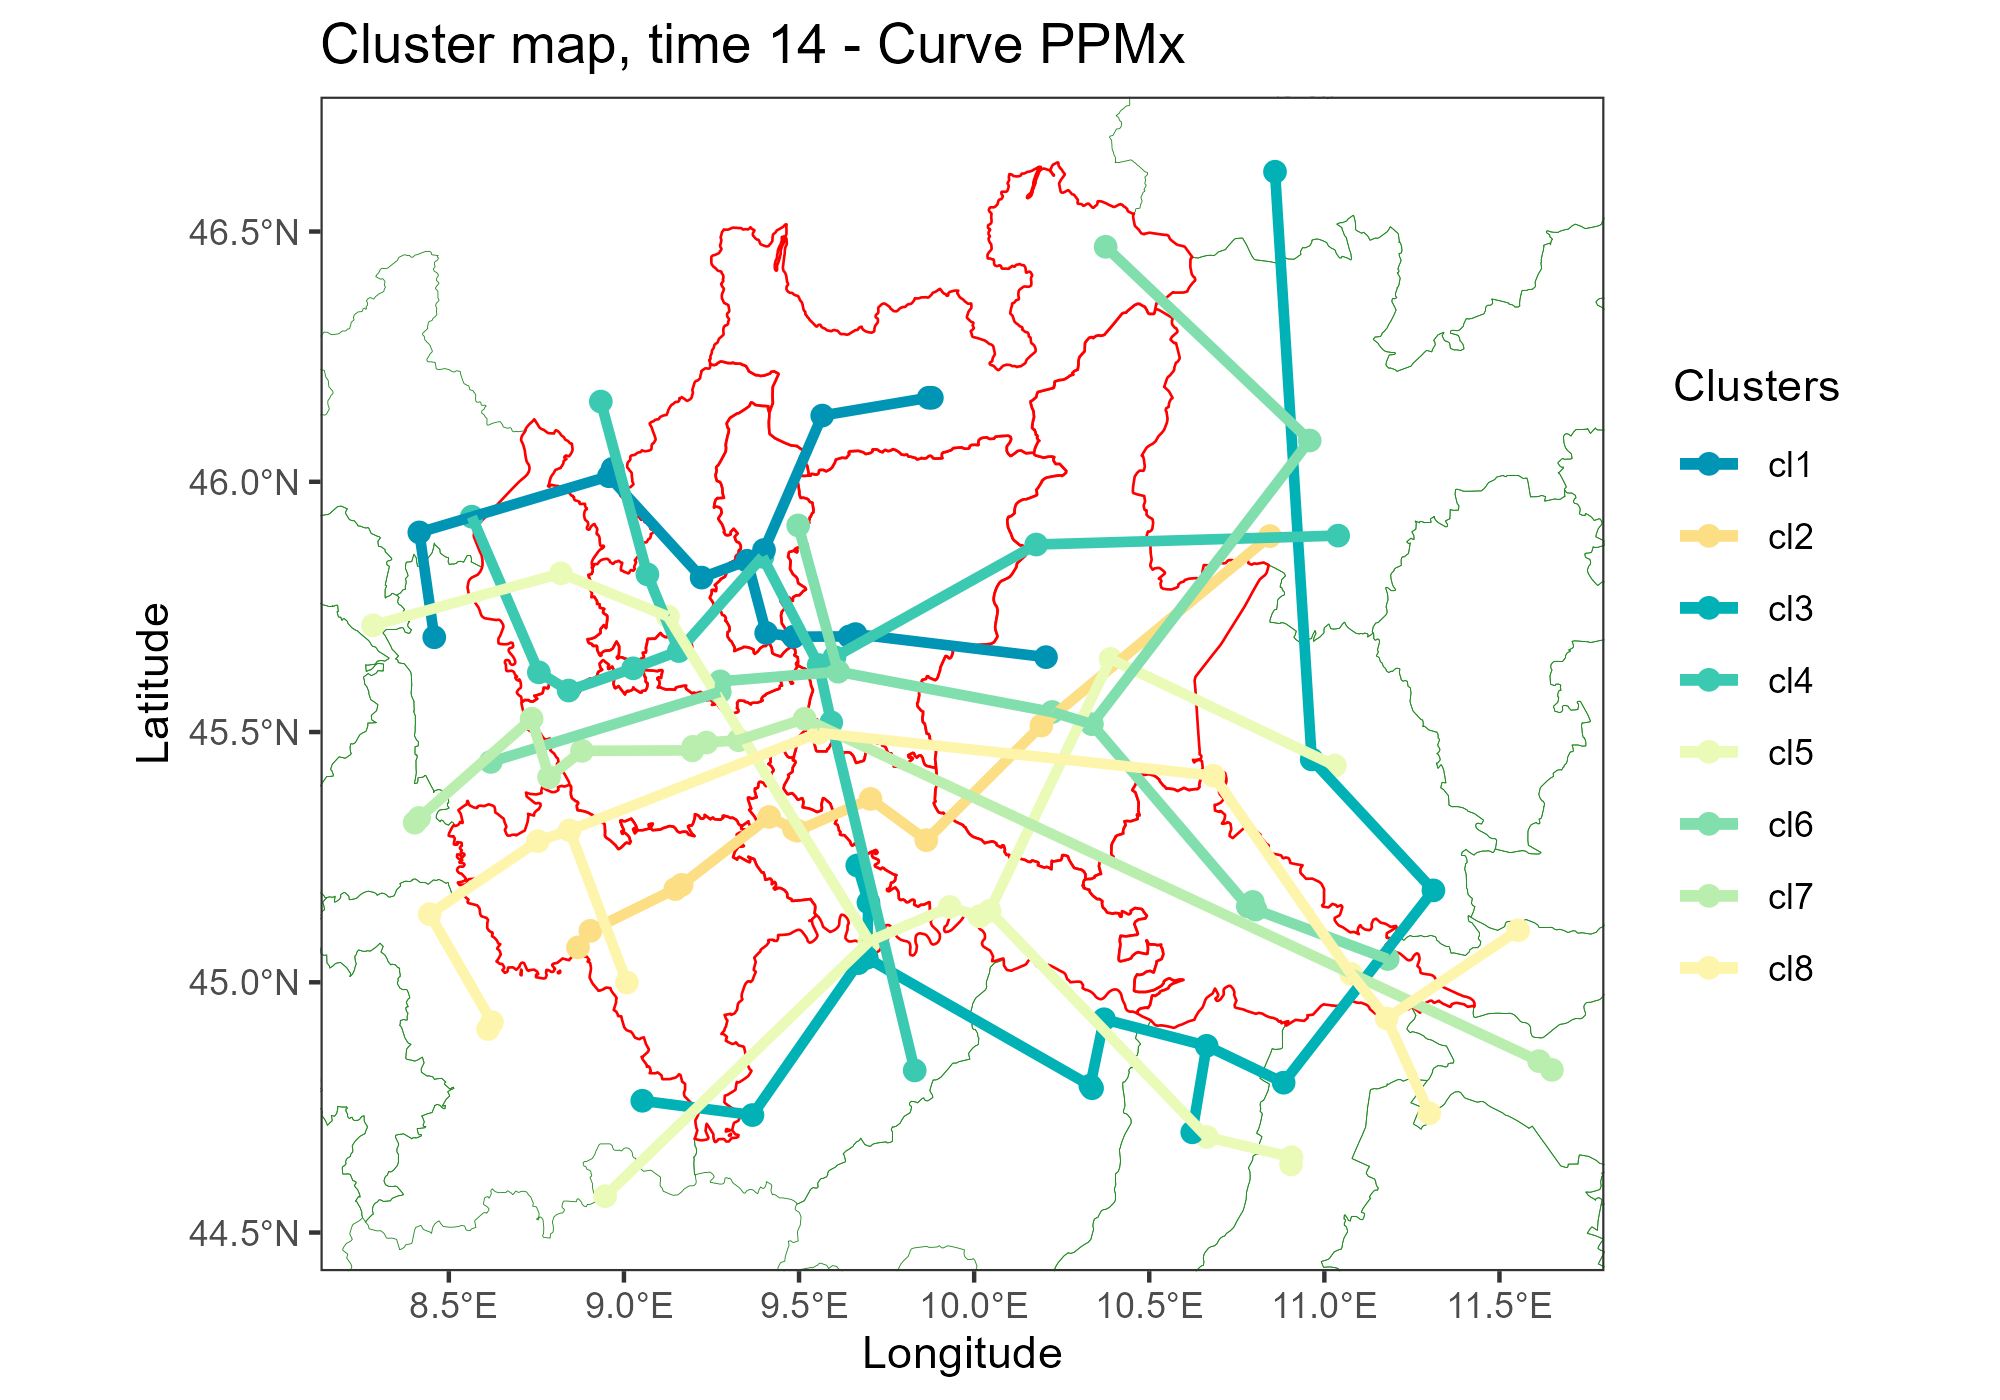 Cluster map, time 14 - Curve PPMx
46.5°N
46.0°N
45.5°N
45.0°N
44.5°N
Latitude
8.5°E
9.0°E
9.5°E
10.0°E
10.5°E
11.0°E
11.5°E
Longitude
Clusters
cl1
cl2
cl3
cl4
cl5
cl6
cl7
cl8